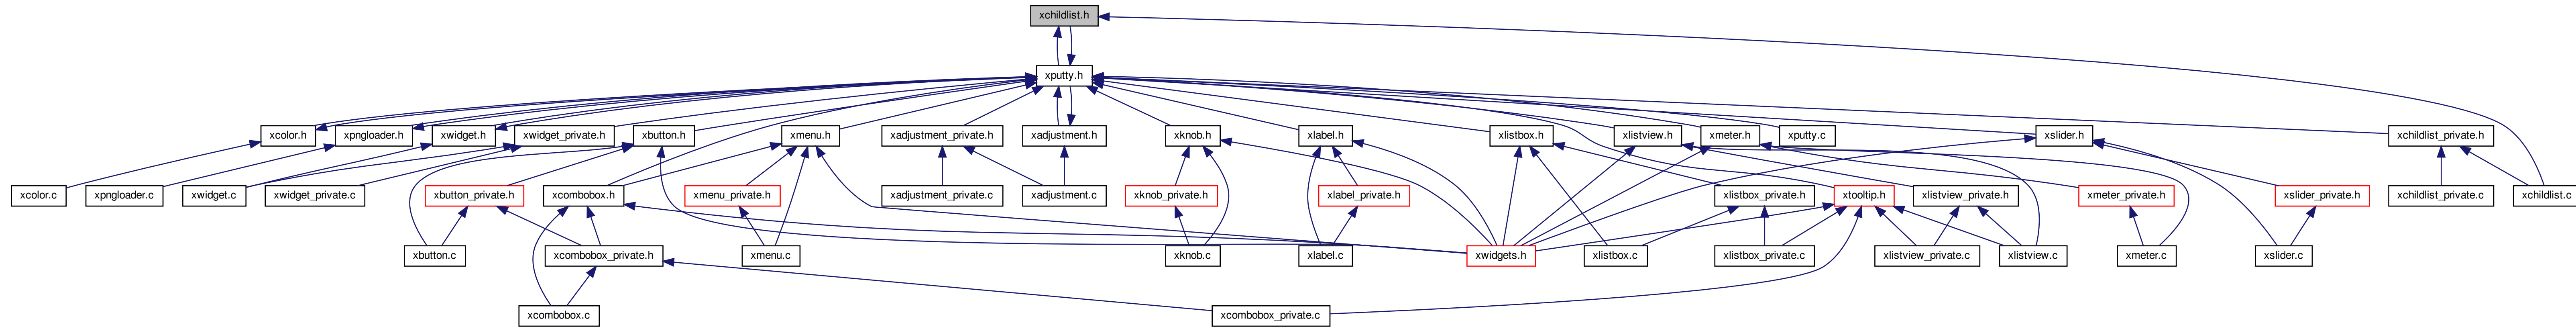 xchildlist.h
xputty.h
xcolor.h
xpngloader.h
xwidget.h
xwidget_private.h
xbutton.h
xmenu.h
xadjustment_private.h
xadjustment.h
xknob.h
xlabel.h
xlistbox.h
xlistview.h
xmeter.h
xputty.c
xslider.h
xchildlist_private.h
xcolor.c
xpngloader.c
xwidget.c
xwidget_private.c
xbutton_private.h
xcombobox.h
xmenu_private.h
xadjustment_private.c
xadjustment.c
xknob_private.h
xlabel_private.h
xlistbox_private.h
xtooltip.h
xlistview_private.h
xmeter_private.h
xslider_private.h
xchildlist_private.c
xchildlist.c
xbutton.c
xcombobox_private.h
xmenu.c
xknob.c
xlabel.c
xwidgets.h
xlistbox.c
xlistbox_private.c
xlistview_private.c
xlistview.c
xmeter.c
xslider.c
xcombobox.c
xcombobox_private.c